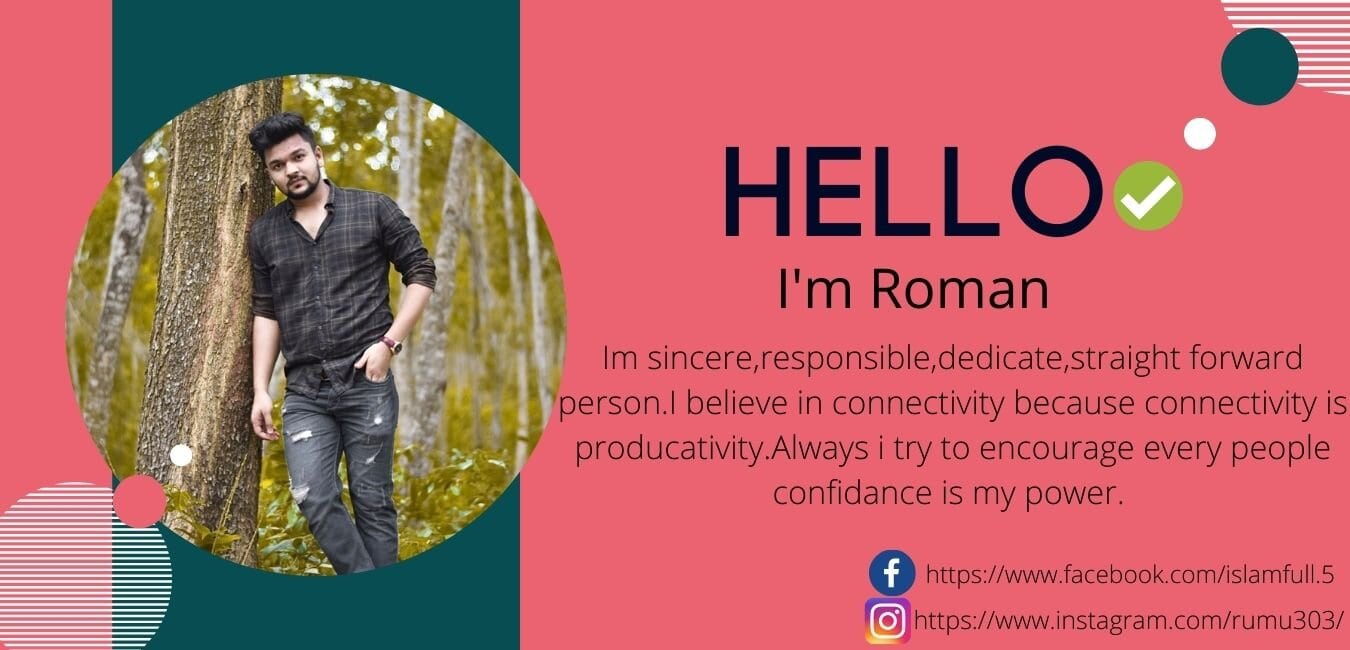 HELLO
I'm Roman
Im sincere,responsible,dedicate,straight forward
person.I believe in connectivity because connectivity is
producativity.Always i try to encourage every people
confidance is my power.
https://www.facebook.com/islamfull.5
https://www.instagram.com/rumu303/